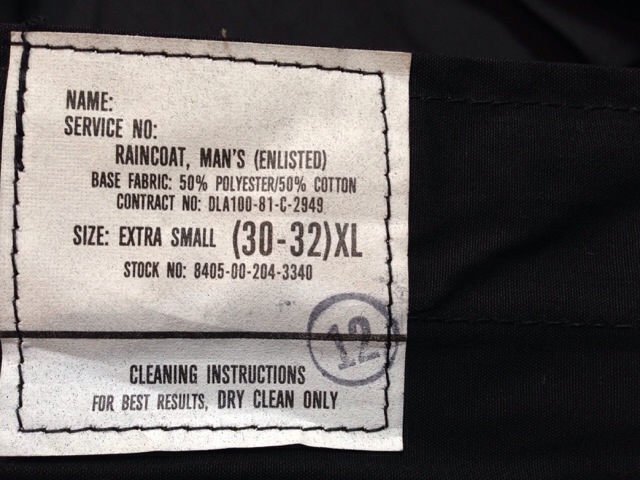 NAME:
SERVICE NO:
RAINCOAT, MAN'S (ENLISTED)
BASE FABRIC: 50% POLYESTER/50% COTTON
CONTRACT NO: DLA100-81-C-2949
SIZE: EXTRA SMALL (30-32)XL
STOCK NO: 8405-00-204-3340
12
CLEANING INSTRUCTIONS
FOR BEST RESULTS, DRY CLEAN ONLY